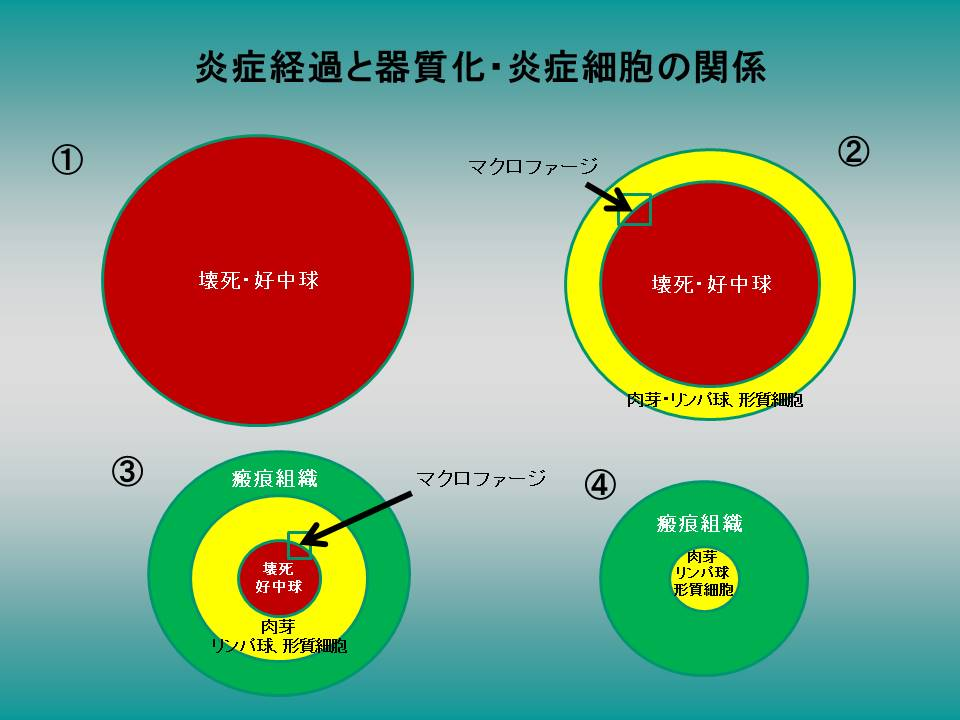 炎症経過と器質化・炎症細胞の関係
①
壊死・好中球
②
マクロファージ
壊死・好中球
肉芽・リンパ球、形質細胞
③
瘢痕組織
マクロファージ
壊死
好中球
肉芽
リンパ球、形質細胞
④
瘢痕組織
肉芽
リンパ球
形質細胞